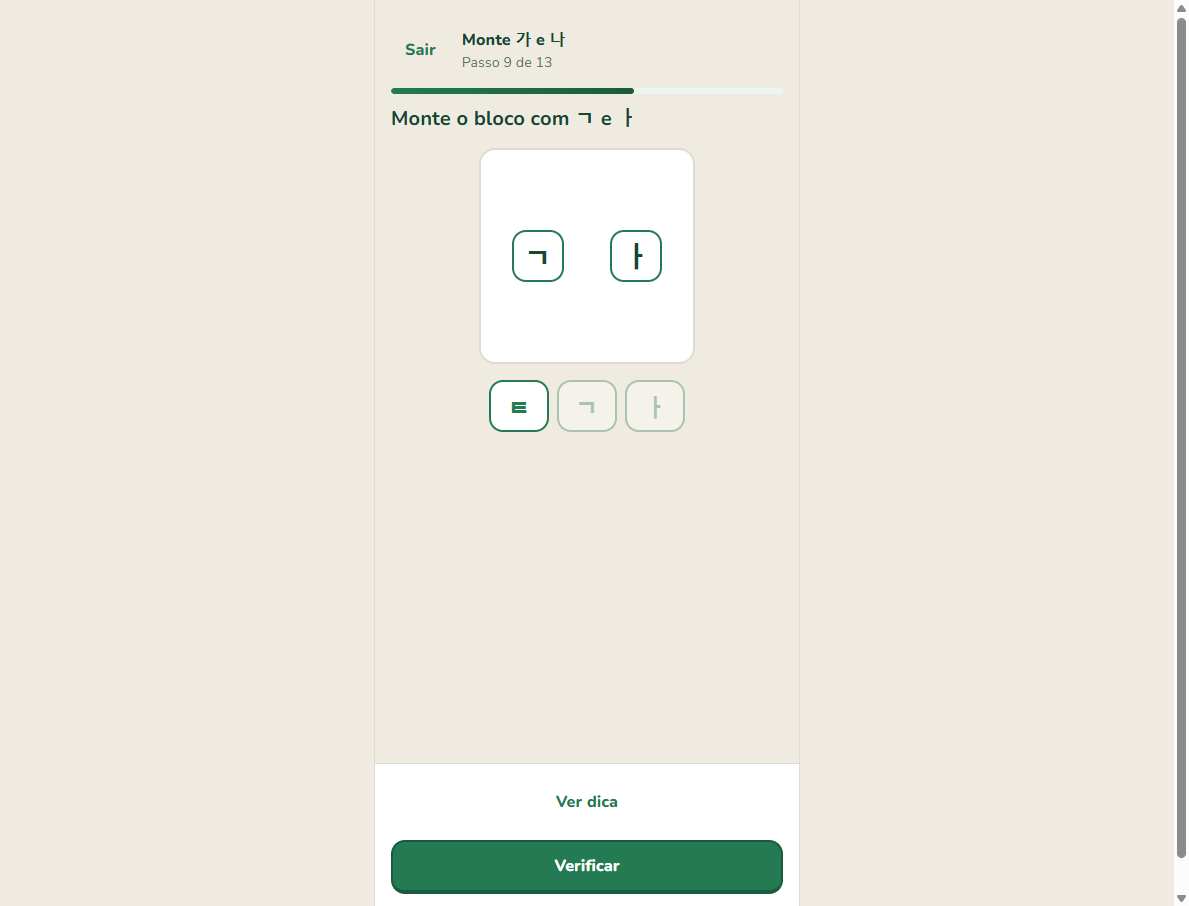 Sair
Monte 가 e 나
Passo 9 de 13
Monte o bloco com ㄱ e ㅏ
ㄱ ㅏ
ㅌ ㄱ ㅏ
Ver dica
Verificar